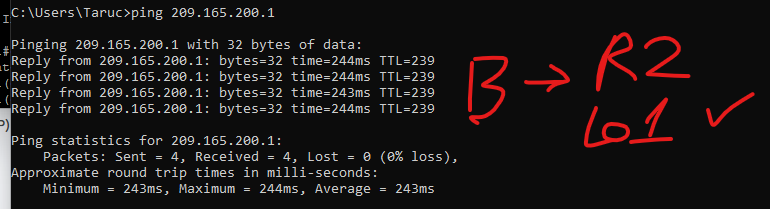 C:\Users\Taruc>ping 209.165.200.1
Pinging 209.165.200.1 with 32 bytes of data:
Reply from 209.165.200.1: bytes=32 time=244ms TTL=239
Reply from 209.165.200.1: bytes=32 time=244ms TTL=239
Reply from 209.165.200.1: bytes=32 time=243ms TTL=239
Reply from 209.165.200.1: bytes=32 time=244ms TTL=239
Ping statistics for 209.165.200.1:
Packets: Sent = 4, Received = 4, Lost = 0 (0% loss),
Approximate round trip times in milli-seconds:
Minimum = 243ms, Maximum = 244ms, Average = 243ms
B → R2
Lo1 ✓